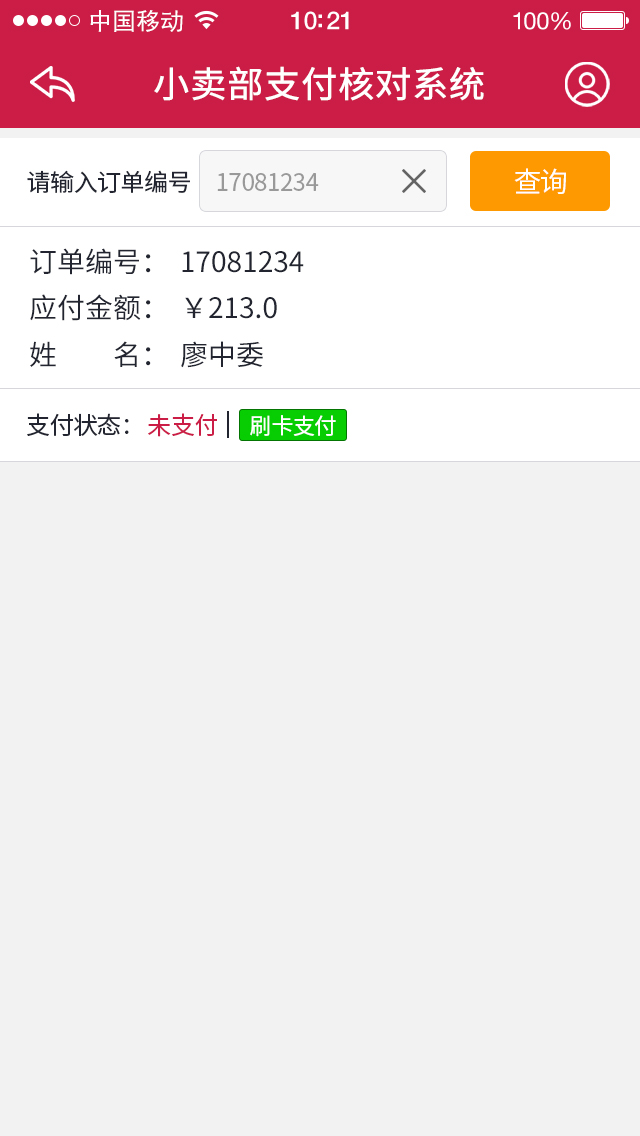 中国移动 10:21 100%
小卖部支付核对系统
请输入订单编号 17081234 查询
订单编号： 17081234
应付金额： ￥213.0
姓　　名： 廖中委
支付状态： 未支付 | 刷卡支付